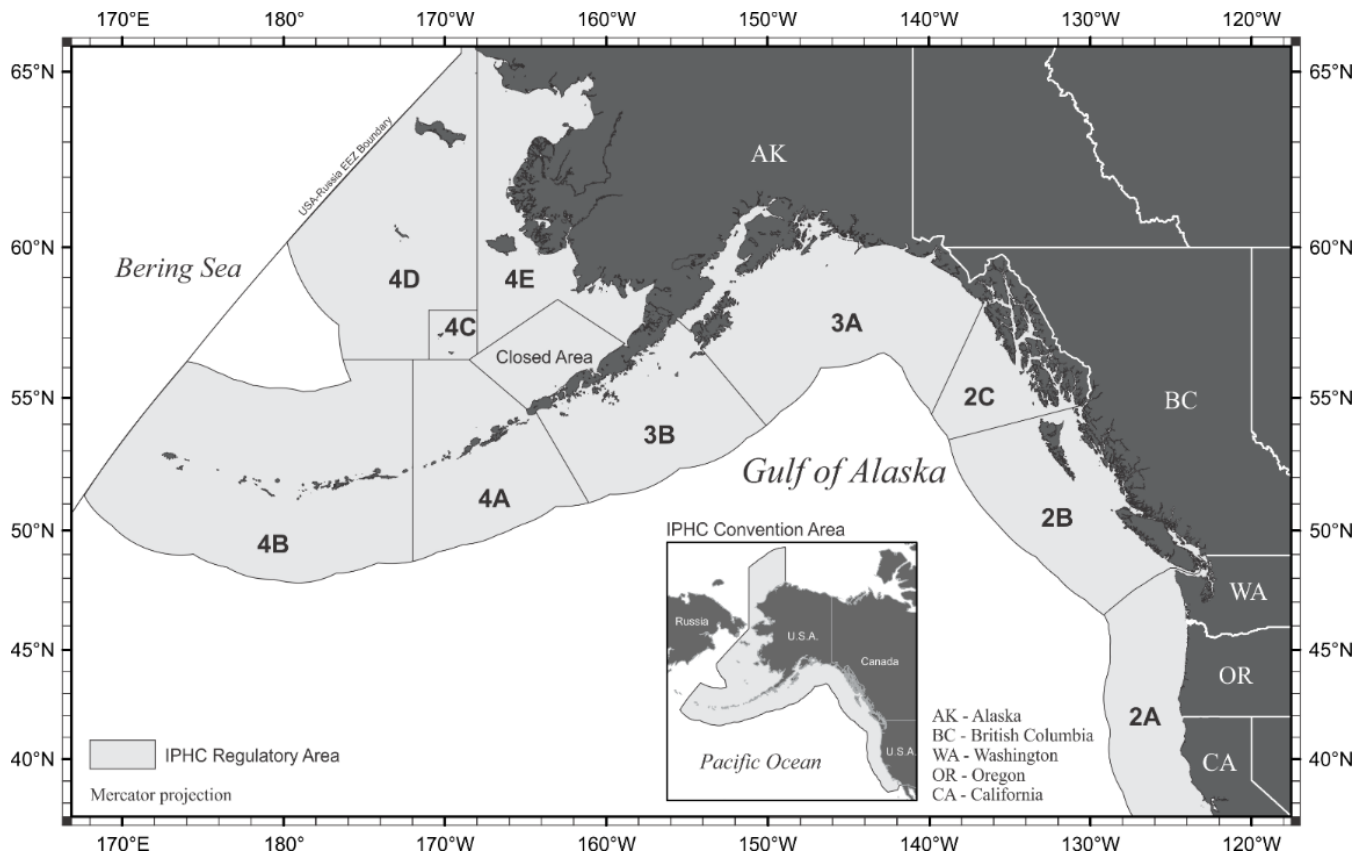 170°E 180° 170°W 160°W 150°W 140°W 130°W 120°W
65°N 65°N
USA-Russia EEZ Boundary
AK
60°N 60°N
Bering Sea
4D 4E
4C 3A
Closed Area
55°N 55°N
2C BC
3B
Gulf of Alaska
4A
2B
50°N 50°N
4B
IPHC Convention Area
WA
Russia U.S.A.
Canada
45°N 45°N
OR
2A
AK - Alaska
BC - British Columbia
U.S.A.
IPHC Regulatory Area
WA - Washington
Pacific Ocean
CA
40°N 40°N
OR - Oregon
Mercator projection
CA - California
170°E 180° 170°W 160°W 150°W 140°W 130°W 120°W